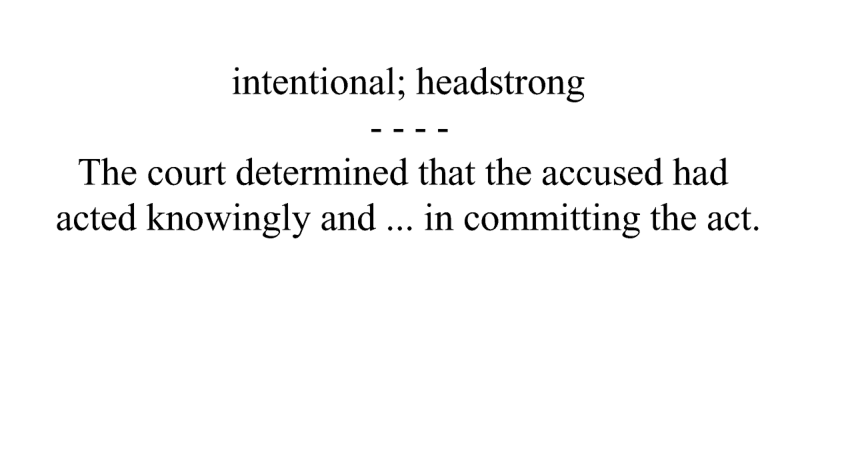 intentional; headstrong
- - - -
The court determined that the accused had
acted knowingly and ... in committing the act.